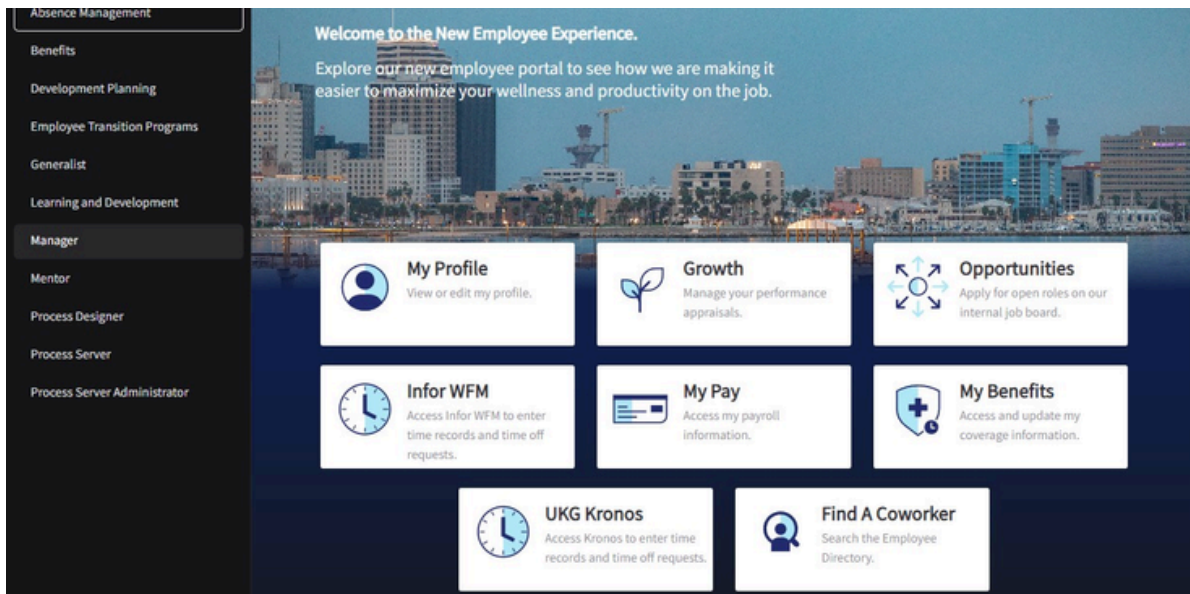 Absence Management
Benefits
Development Planning
Employee Transition Programs
Generalist
Learning and Development
Manager
Mentor
Process Designer
Process Server
Process Server Administrator
Welcome to the New Employee Experience.
Explore our new employee portal to see how we are making it
easier to maximize your wellness and productivity on the job.
My Profile
View or edit my profile.
Growth
Manage your performance
appraisals.
Opportunities
Apply for open roles on our
internal job board.
Infor WFM
Access Infor WFM to enter
time records and time off
requests.
My Pay
Access my payroll
information.
My Benefits
Access and update my
coverage information.
UKG Kronos
Access Kronos to enter time
records and time off requests.
Find A Coworker
Search the Employee
Directory.